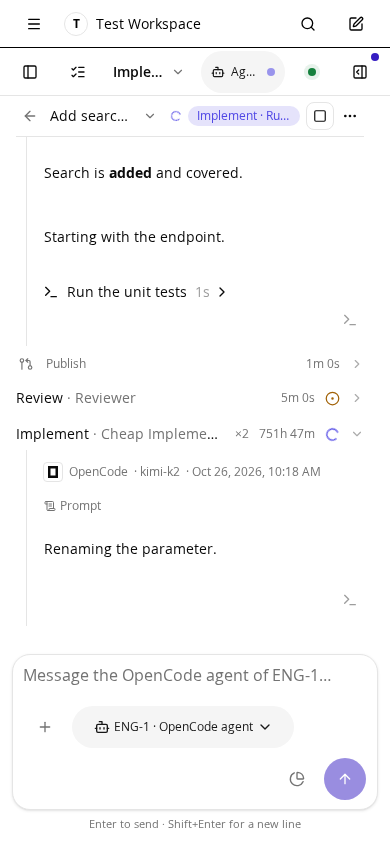 T Test Workspace
Imple...
Ag...
Add searc...
Implement · Ru...
Search is added and covered.
Starting with the endpoint.
Run the unit tests 1s
Publish 1m 0s
Review · Reviewer 5m 0s
Implement · Cheap Impleme... ×2 751h 47m
OpenCode · kimi-k2 · Oct 26, 2026, 10:18 AM
Prompt
Renaming the parameter.
Message the OpenCode agent of ENG-1...
ENG-1 · OpenCode agent
Enter to send · Shift+Enter for a new line